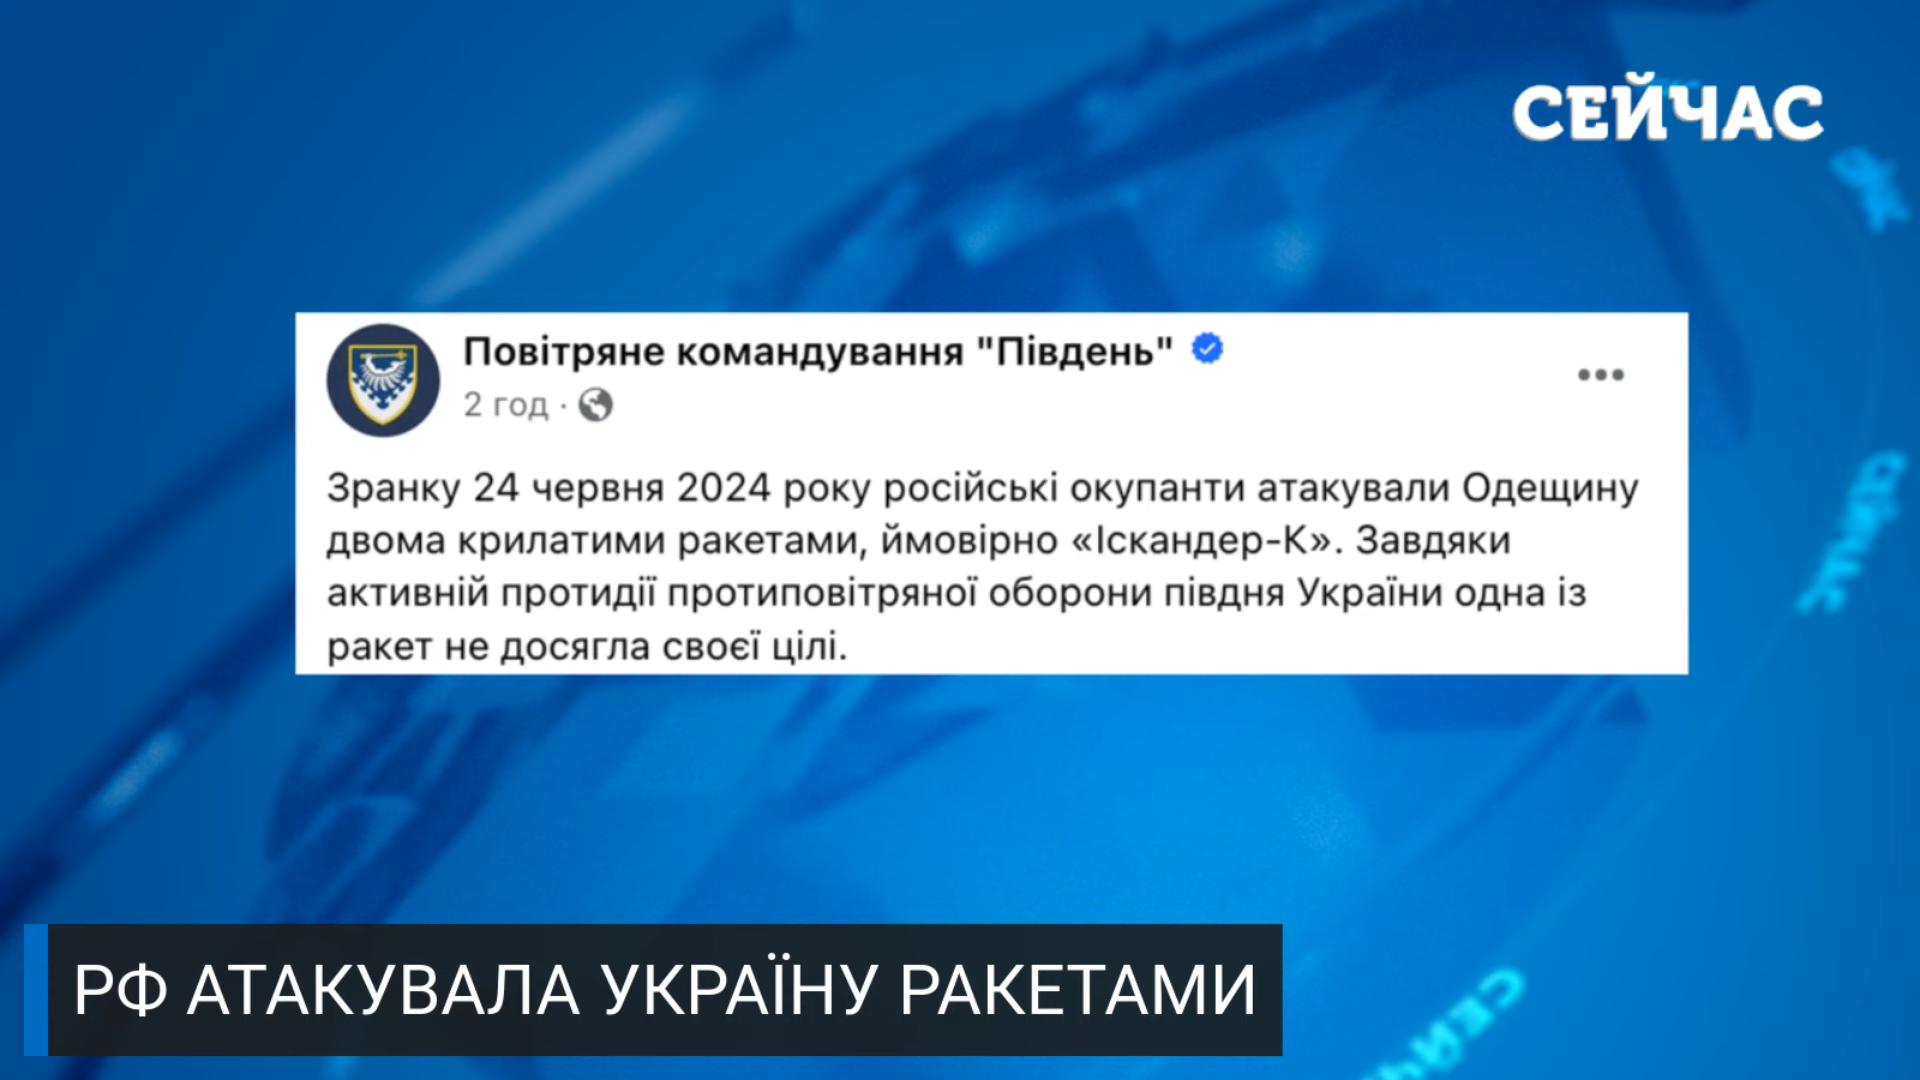 СЕЙЧАС
Повітряне командування "Південь"
2 год ·
Зранку 24 червня 2024 року російські окупанти атакували Одещину
двома крилатими ракетами, ймовірно «Іскандер-К». Завдяки
активній протидії протиповітряної оборони півдня України одна із
ракет не досягла своєї цілі.
РФ АТАКУВАЛА УКРАЇНУ РАКЕТАМИ